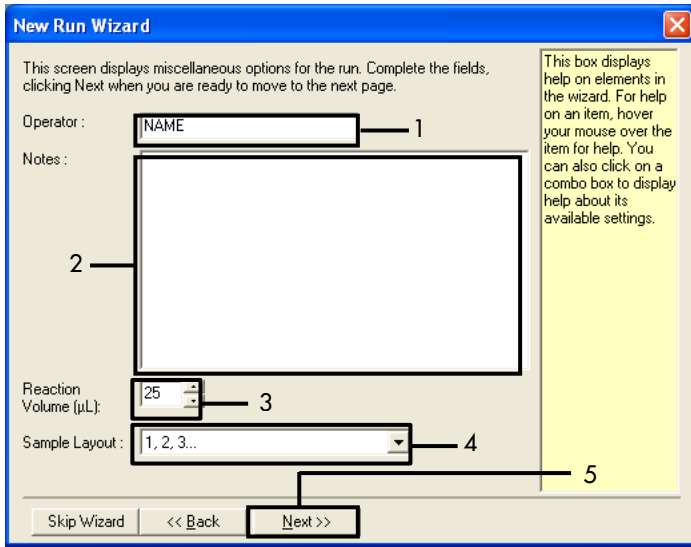 New Run Wizard
This screen displays miscellaneous options for the run. Complete the fields,
clicking Next when you are ready to move to the next page.
Operator :
NAME
1
Notes :
2
Reaction
Volume (µL):
25
3
Sample Layout :
1, 2, 3...
4
5
Skip Wizard
<< Back
Next >>
This box displays
help on elements in
the wizard. For help
on an item, hover
your mouse over the
item for help. You
can also click on a
combo box to display
help about its
available settings.